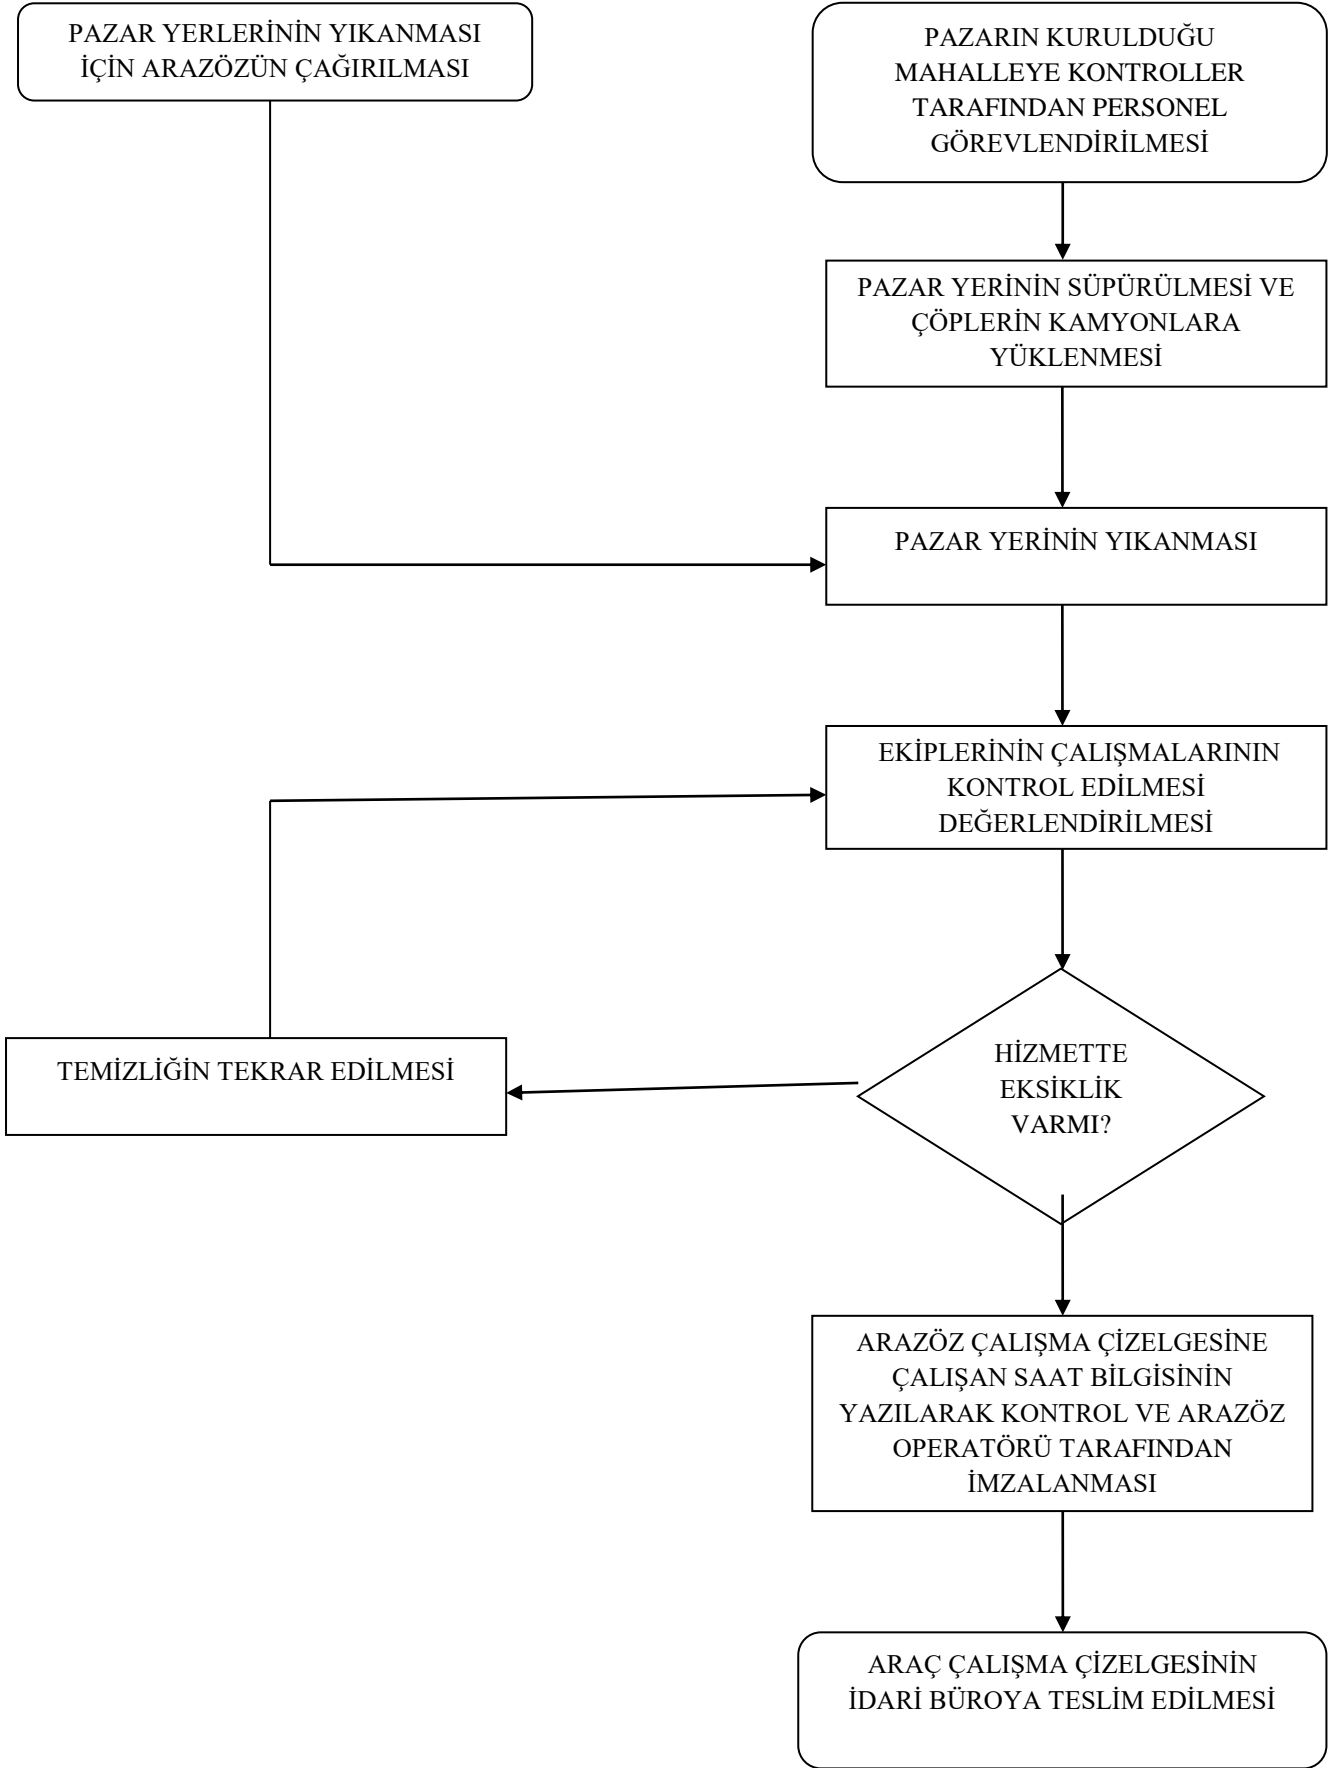 PAZAR YERLERİNİN YIKANMASI
İÇİN ARAZÖZÜN ÇAĞIRILMASI
PAZARIN KURULDUĞU
MAHALLEYE KONTROLLER
TARAFINDAN PERSONEL
GÖREVLENDİRİLMESİ
PAZAR YERİNİN SÜPÜRÜLMESİ VE
ÇÖPLERİN KAMYONLARA
YÜKLENMESİ
PAZAR YERİNİN YIKANMASI
EKİPLERİNİN ÇALIŞMALARININ
KONTROL EDİLMESİ
DEĞERLENDİRİLMESİ
TEMİZLİĞİN TEKRAR EDİLMESİ
HİZMETTE
EKSİKLİK
VARMI?
ARAZÖZ ÇALIŞMA ÇİZELGESİNE
ÇALIŞAN SAAT BİLGİSİNİN
YAZILARAK KONTROL VE ARAZÖZ
OPERATÖRÜ TARAFINDAN
İMZALANMASI
ARAÇ ÇALIŞMA ÇİZELGESİNİN
İDARİ BÜROYA TESLİM EDİLMESİ